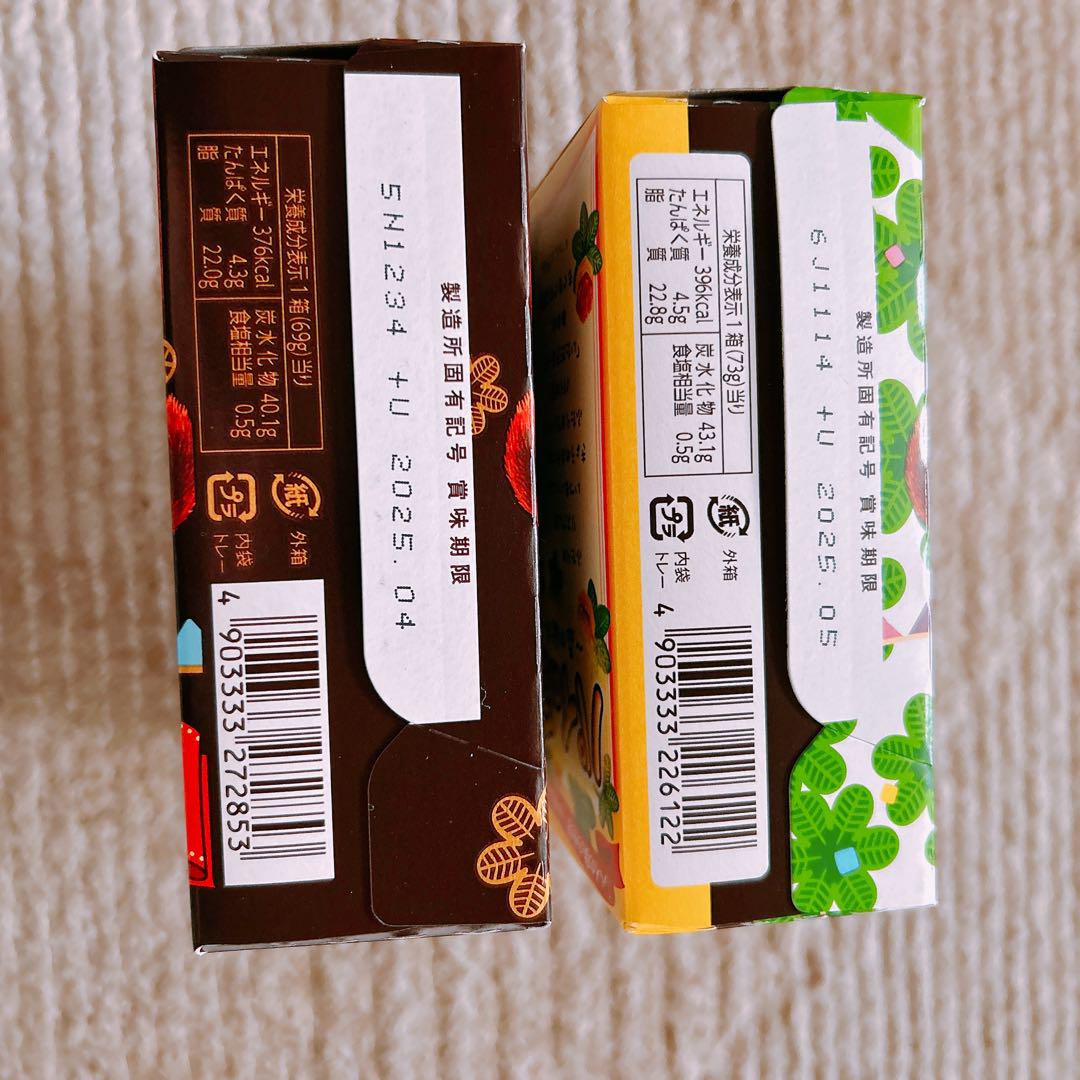 栄養成分表示1箱(69g)当り
エネルギー 376kcal 炭水化物 40.1g
たんぱく質 4.3g 食塩相当量 0.5g
脂質 22.0g
紙 外箱
プラ 内袋 トレー
4 903333 272853
製造所固有記号 賞味期限
5N1234 +U 2025.04
栄養成分表示1箱(73g)当り
エネルギー 396kcal 炭水化物 43.1g
たんぱく質 4.5g 食塩相当量 0.5g
脂質 22.8g
紙 外箱
プラ 内袋 トレー
4 903333 226122
製造所固有記号 賞味期限
6J1114 +U 2025.05